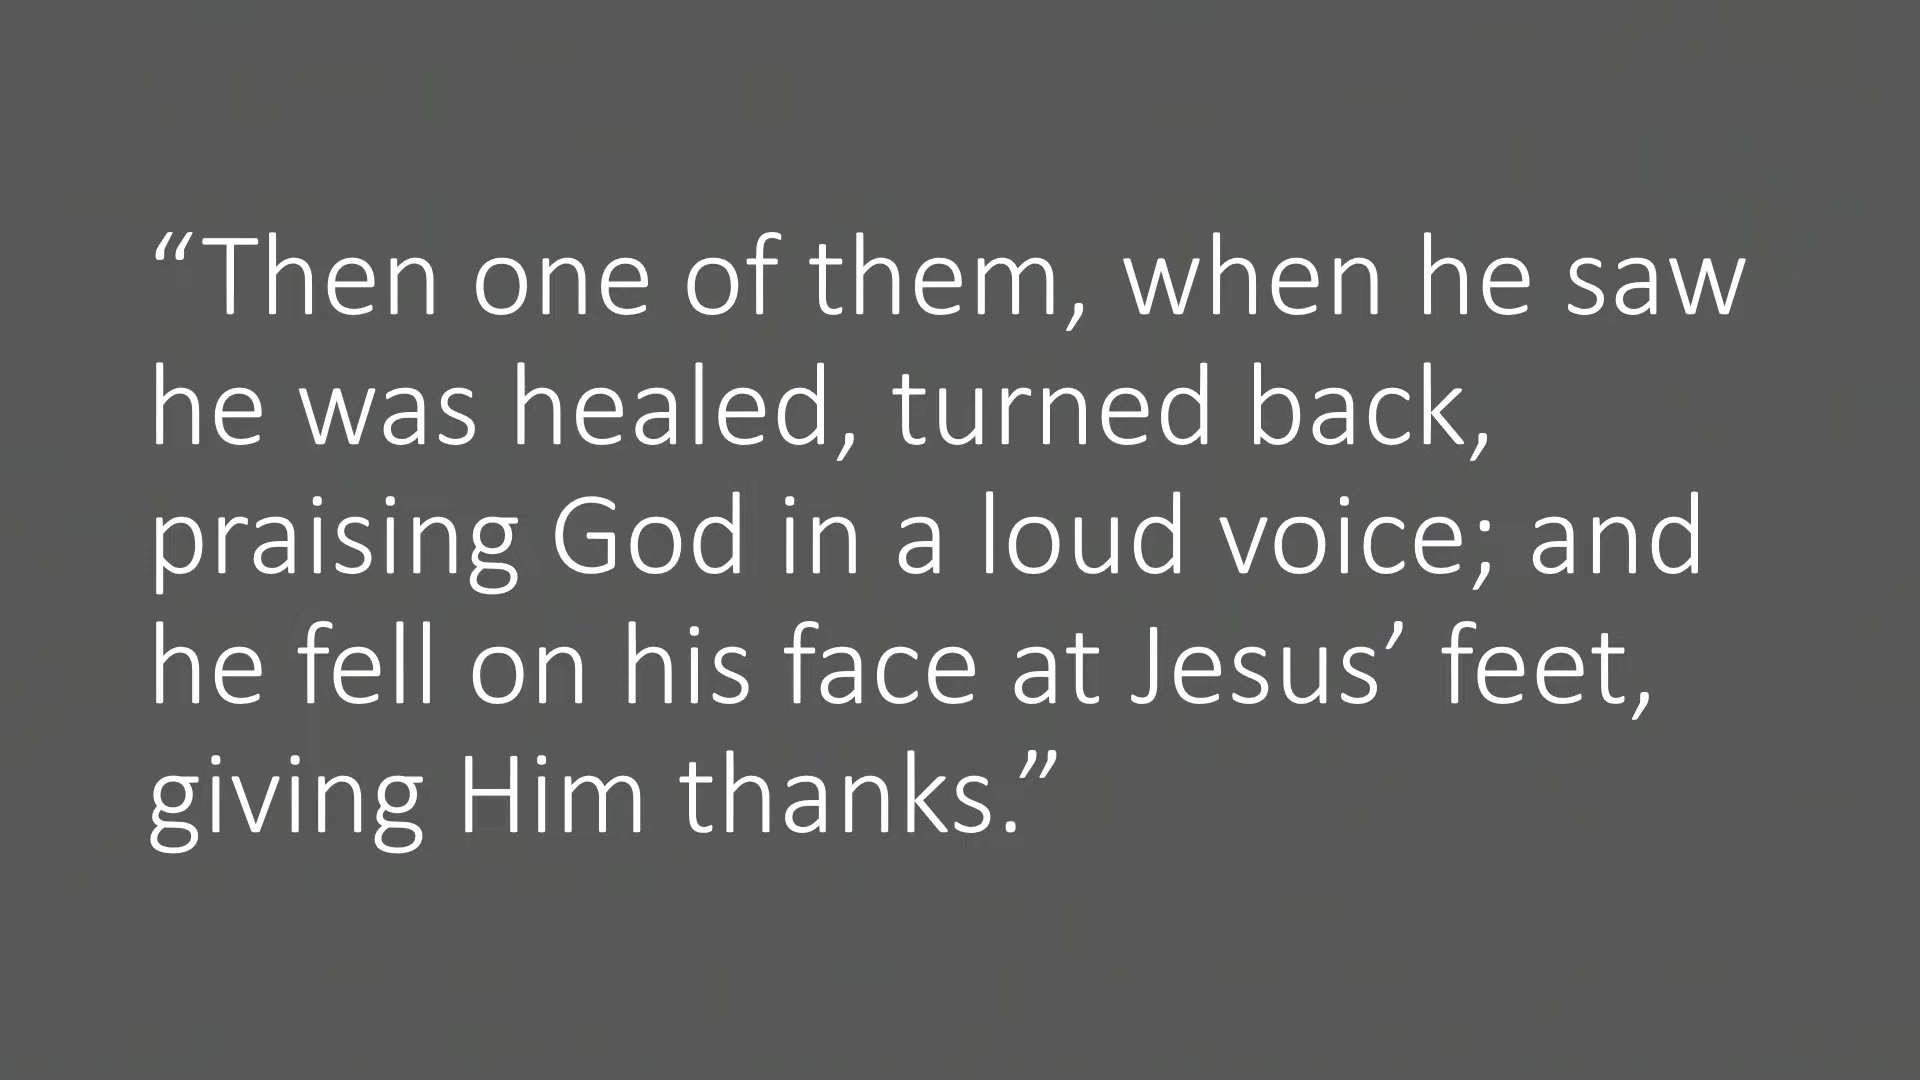 “Then one of them, when he saw
he was healed, turned back,
praising God in a loud voice; and
he fell on his face at Jesus’ feet,
giving Him thanks.”